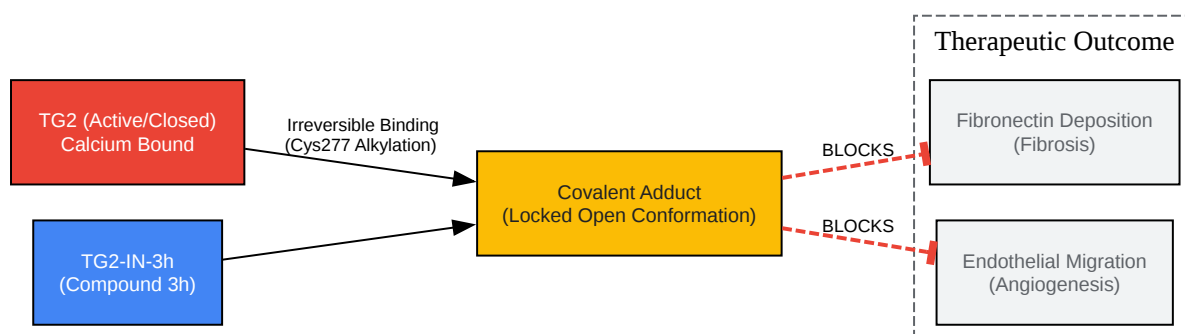 Therapeutic Outcome
TG2 (Active/Closed)
Calcium Bound
Irreversible Binding
(Cys277 Alkylation)
TG2-IN-3h
(Compound 3h)
Covalent Adduct
(Locked Open Conformation)
BLOCKS
BLOCKS
Fibronectin Deposition
(Fibrosis)
Endothelial Migration
(Angiogenesis)